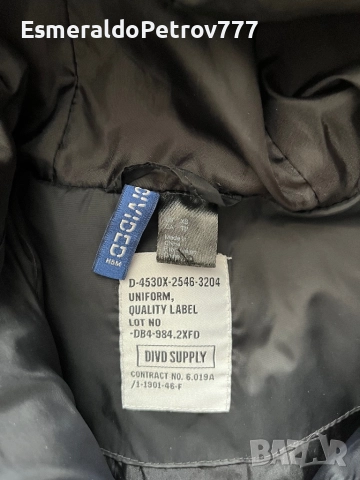 EsmeraldoPetrov777
DIVIDED
H&M
XS
D-4530X-2546-3204
UNIFORM,
QUALITY LABEL
LOT NO
-DB4-984.2XFD
DIVD SUPPLY
CONTRACT NO. 6.019A
/1-1901-46-F
BAZAR